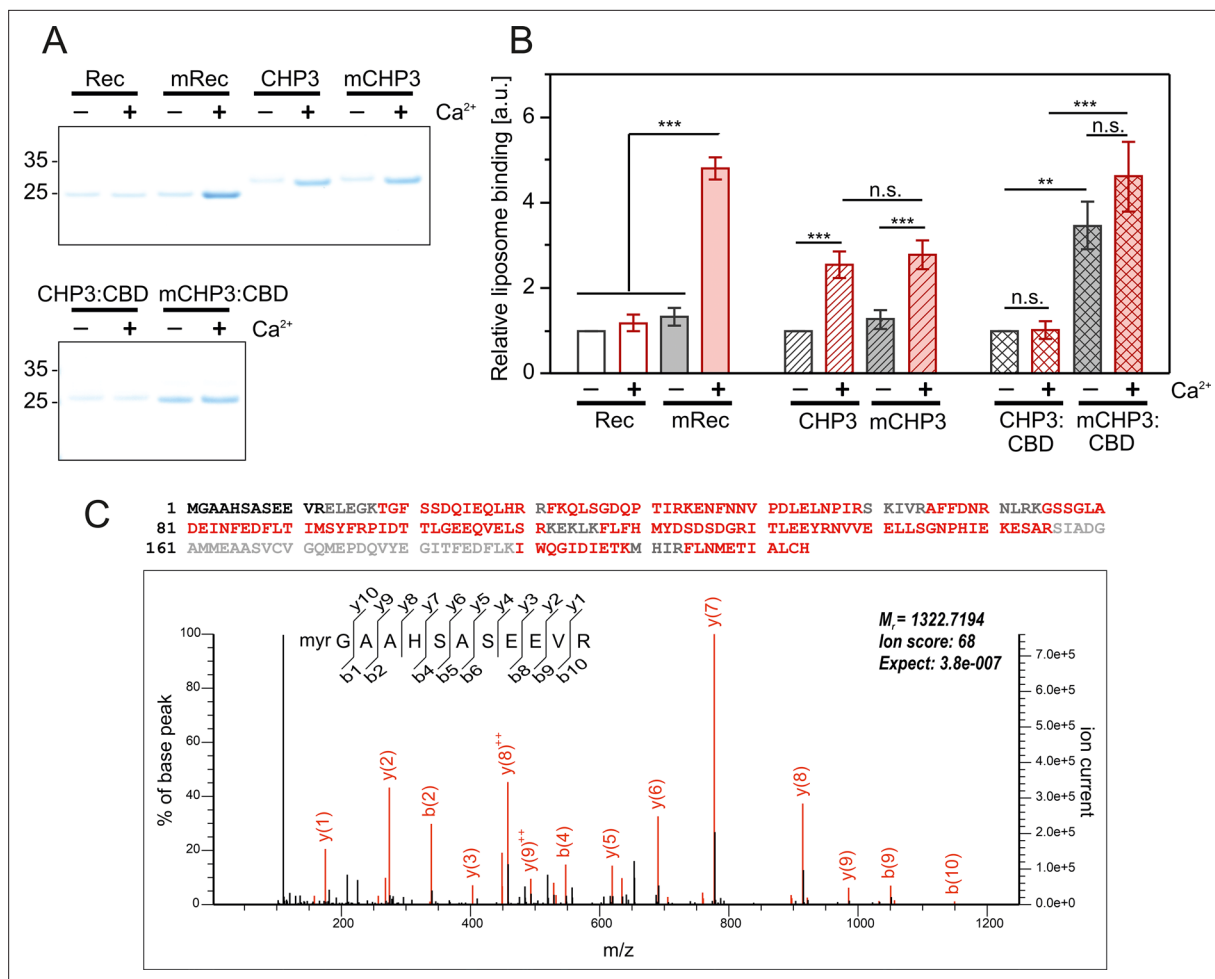 A
Rec mRec CHP3 mCHP3
– + – + – + – + Ca²⁺
35
25
CHP3:CBD mCHP3:CBD
– + – + Ca²⁺
35
25
B
Relative liposome binding [a.u.]
6
4
2
0
***
***
n.s.
***
**
n.s.
***
n.s.
– + – + – + – + – + – + Ca²⁺
Rec mRec CHP3 mCHP3 CHP3: mCHP3:
CBD CBD
C
1 MGAAHSASEE VRELEGKTGF SSDQIEQLHR RFKQLSGDQP TIRKENFNNV PDLELNPIRS KIVRAFFDNR NLRKGSSGLA
81 DEINFEDFLT IMSYFRPIDT TLGEEQVELS RKEKLKFLFH MYDSDSDGRI TLEEYRNVVE ELLSGNPHIE KESARSIADG
161 AMMEAASVCV GQMEPDQVYE GITFEDFLKI WQGIDIETKM HIRFLNMETI ALCH
y10 y9 y8 y7 y6 y5 y4 y3 y2 y1
myr G A A H S A S E E V R
b1 b2 b4 b5 b6 b8 b9 b10
Mr = 1322.7194
Ion score: 68
Expect: 3.8e-007
% of base peak
100
80
60
40
20
0
y(1)
y(2)
b(2)
y(3)
y(8)⁺⁺
y(9)⁺⁺
b(4)
y(5)
y(6)
y(7)
y(8)
y(9)
b(9)
b(10)
7.0e+5
6.0e+5
5.0e+5
4.0e+5
3.0e+5
2.0e+5
1.0e+5
0.0e+0
ion current
200 400 600 800 1000 1200
m/z